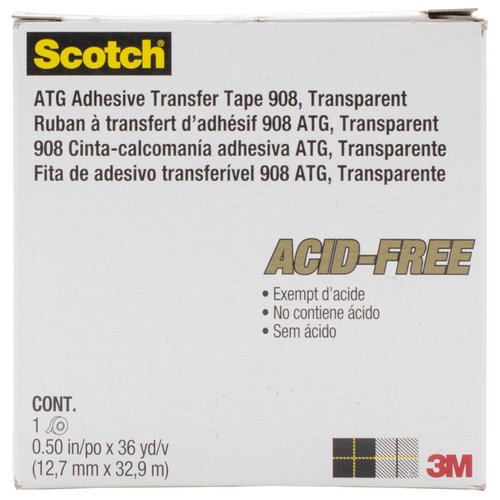 Scotch
ATG Adhesive Transfer Tape 908, Transparent
Ruban à transfert d'adhésif 908 ATG, Transparent
908 Cinta-calcomanía adhesiva ATG, Transparente
Fita de adesivo transferível 908 ATG, Transparente
ACID-FREE
• Exempt d'acide
• No contiene ácido
• Sem ácido
CONT.
1
0.50 in/po x 36 yd/v
(12,7 mm x 32,9 m)
3M